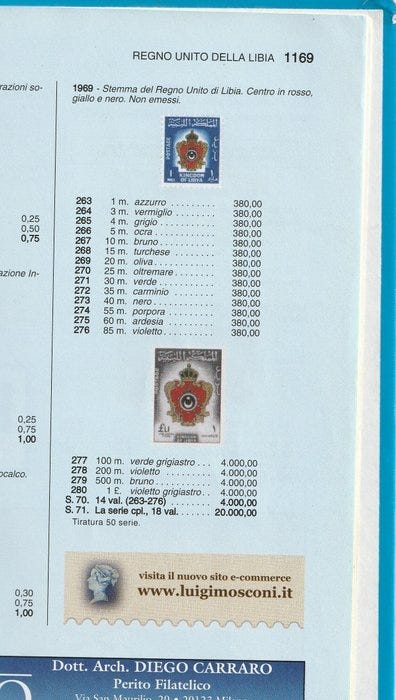 REGNO UNITO DELLA LIBIA 1169
razioni so-
1969 - Stemma del Regno Unito di Libia. Centro in rosso,
giallo e nero. Non emessi.
POSTAGE
KINGDOM
OF LIBYA
263 1 m. azzurro ......... 380,00
264 3 m. vermiglio ........ 380,00
265 4 m. grigio .......... 380,00
266 5 m. ocra ........... 380,00
267 10 m. bruno .......... 380,00
268 15 m. turchese ........ 380,00
269 20 m. oliva ........... 380,00
270 25 m. oltremare ....... 380,00
271 30 m. verde .......... 380,00
272 35 m. carminio ........ 380,00
273 40 m. nero ........... 380,00
274 55 m. porpora ........ 380,00
275 60 m. ardesia ........ 380,00
276 85 m. violetto ......... 380,00
0,25
0,50
0,75
azione In-
£1
277 100 m. verde grigiastro ... 4.000,00
278 200 m. violetto ......... 4.000,00
279 500 m. bruno .......... 4.000,00
280 1 £. violetto grigiastro .. 4.000,00
S. 70. 14 val. (263-276) ....... 4.000,00
S. 71. La serie cpl., 18 val. ...... 20.000,00
Tiratura 50 serie.
0,25
0,75
1,00
ocalco.
0,30
0,75
1,00
visita il nuovo sito e-commerce
www.luigimosconi.it
Dott. Arch. DIEGO CARRARO
Perito Filatelico
Via San Maurilio, 20 • 20123 Milano